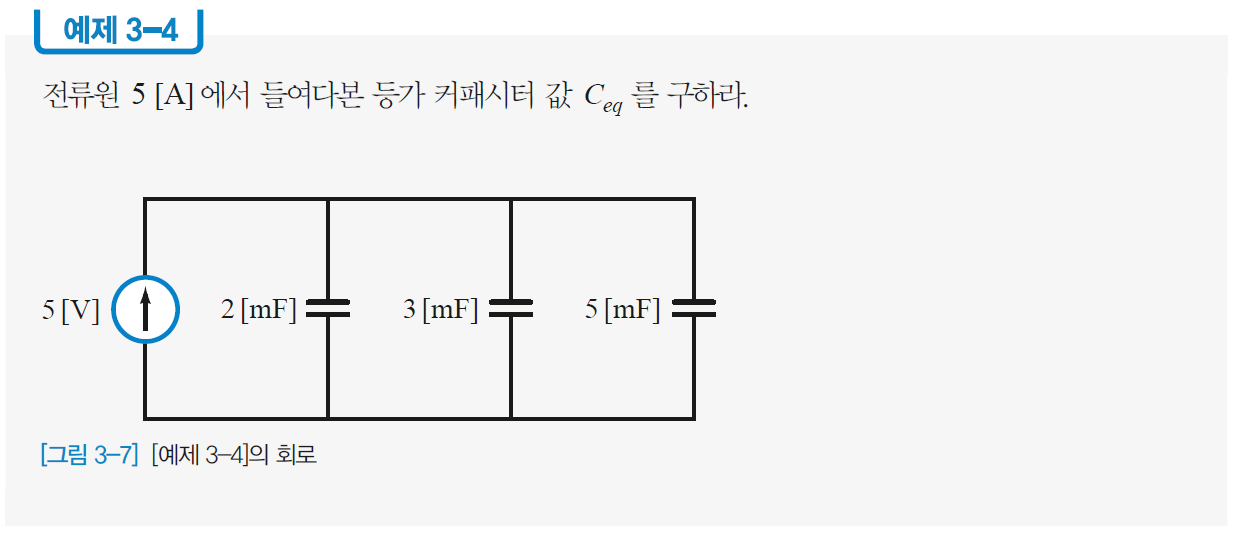 예제 3-4
전류원 5 [A]에서 들여다본 등가 커패시터 값 C_eq 를 구하라.
5 [V] 2 [mF] 3 [mF] 5 [mF]
[그림 3-7] [예제 3-4]의 회로